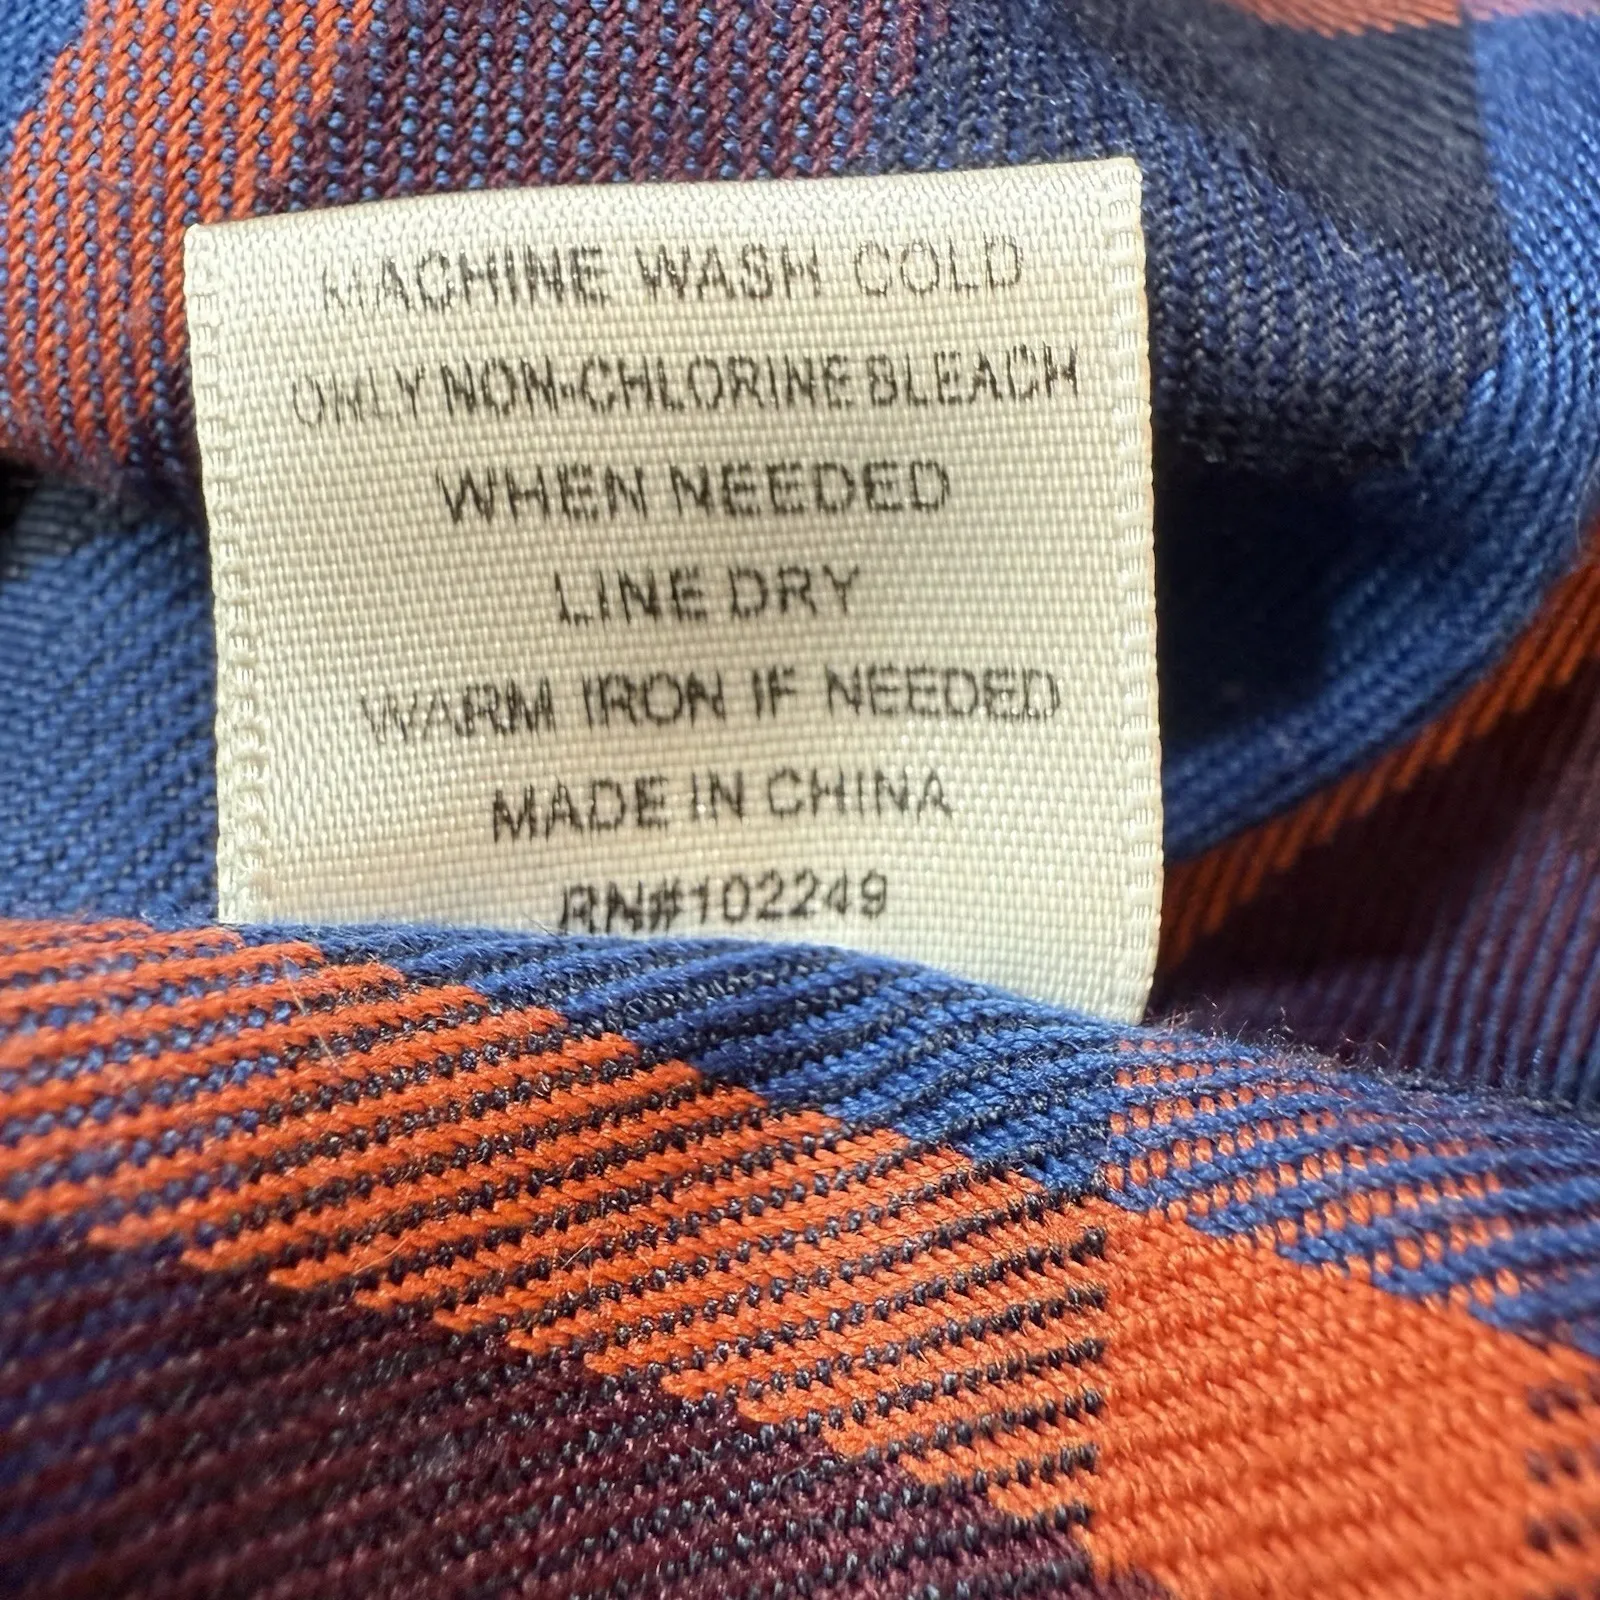 MACHINE WASH COLD
ONLY NON-CHLORINE BLEACH
WHEN NEEDED
LINE DRY
WARM IRON IF NEEDED
MADE IN CHINA
RN#102249